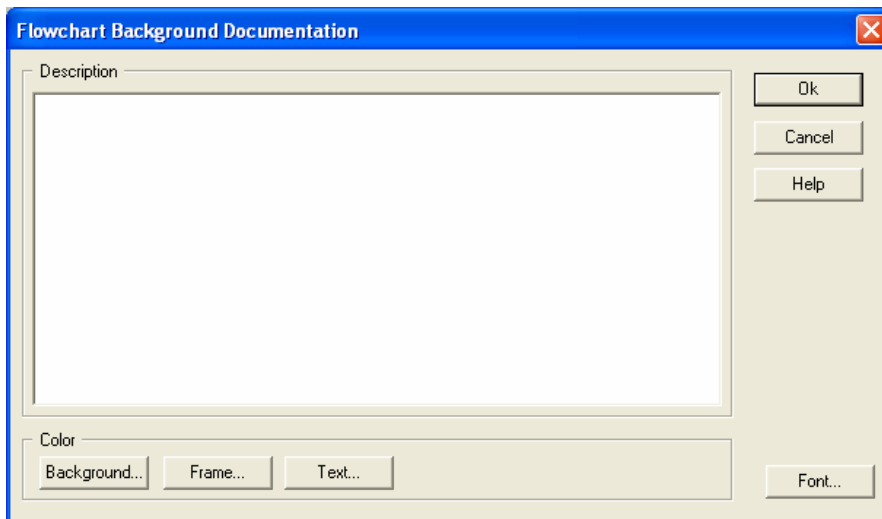 Flowchart Background Documentation
Description
Ok
Cancel
Help
Color
Background...
Frame...
Text...
Font...